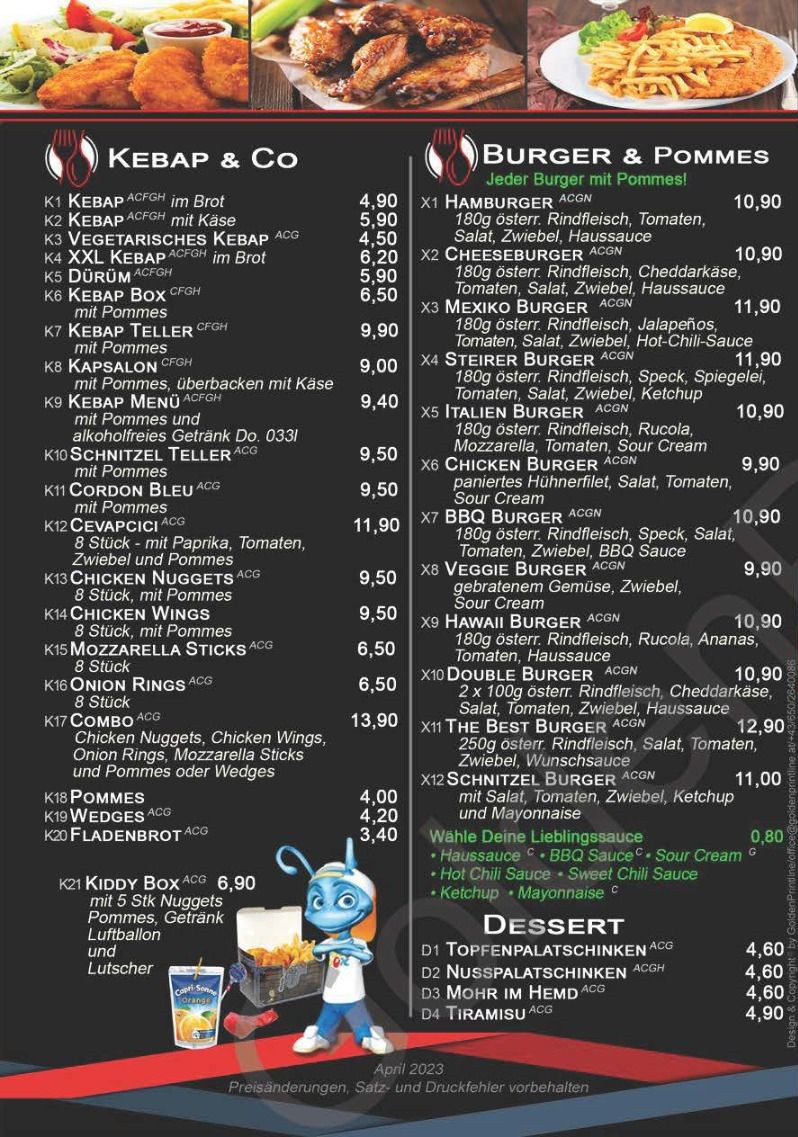 KEBAP & CO
K1 KEBAP ACFGH im Brot 4,90
K2 KEBAP ACFGH mit Käse 5,90
K3 VEGETARISCHES KEBAP ACG 4,50
K4 XXL KEBAP ACFGH im Brot 6,20
K5 DÜRÜM ACFGH 5,90
K6 KEBAP BOX CFGH 6,50
mit Pommes
K7 KEBAP TELLER CFGH 9,90
mit Pommes
K8 KAPSALON CFGH 9,00
mit Pommes, überbacken mit Käse
K9 KEBAP MENÜ ACFGH 9,40
mit Pommes und
alkoholfreies Getränk Do. 033l
K10 SCHNITZEL TELLER ACG 9,50
mit Pommes
K11 CORDON BLEU ACG 9,50
mit Pommes
K12 CEVAPCICI ACG 11,90
8 Stück - mit Paprika, Tomaten,
Zwiebel und Pommes
K13 CHICKEN NUGGETS ACG 9,50
8 Stück, mit Pommes
K14 CHICKEN WINGS 9,50
8 Stück, mit Pommes
K15 MOZZARELLA STICKS ACG 6,50
8 Stück
K16 ONION RINGS ACG 6,50
8 Stück
K17 COMBO ACG 13,90
Chicken Nuggets, Chicken Wings,
Onion Rings, Mozzarella Sticks
und Pommes oder Wedges
K18 POMMES 4,00
K19 WEDGES ACG 4,20
K20 FLADENBROT ACG 3,40
K21 KIDDY BOX ACG 6,90
mit 5 Stk Nuggets
Pommes, Getränk
Luftballon
und
Lutscher
Capri-Sonne
Orange
BURGER & POMMES
Jeder Burger mit Pommes!
X1 HAMBURGER ACGN 10,90
180g österr. Rindfleisch, Tomaten,
Salat, Zwiebel, Haussauce
X2 CHEESEBURGER ACGN 10,90
180g österr. Rindfleisch, Cheddarkäse,
Tomaten, Salat, Zwiebel, Haussauce
X3 MEXIKO BURGER ACGN 11,90
180g österr. Rindfleisch, Jalapeños,
Tomaten, Salat, Zwiebel, Hot-Chili-Sauce
X4 STEIRER BURGER ACGN 11,90
180g österr. Rindfleisch, Speck, Spiegelei,
Tomaten, Salat, Zwiebel, Ketchup
X5 ITALIEN BURGER ACGN 10,90
180g österr. Rindfleisch, Rucola,
Mozzarella, Tomaten, Sour Cream
X6 CHICKEN BURGER ACGN 9,90
paniertes Hühnerfilet, Salat, Tomaten,
Sour Cream
X7 BBQ BURGER ACGN 10,90
180g österr. Rindfleisch, Speck, Salat,
Tomaten, Zwiebel, BBQ Sauce
X8 VEGGIE BURGER ACGN 9,90
gebratenem Gemüse, Zwiebel,
Sour Cream
X9 HAWAII BURGER ACGN 10,90
180g österr. Rindfleisch, Rucola, Ananas,
Tomaten, Haussauce
X10 DOUBLE BURGER ACGN 10,90
2 x 100g österr. Rindfleisch, Cheddarkäse,
Salat, Tomaten, Zwiebel, Haussauce
X11 THE BEST BURGER ACGN 12,90
250g österr. Rindfleisch, Salat, Tomaten,
Zwiebel, Wunschsauce
X12 SCHNITZEL BURGER ACGN 11,00
mit Salat, Tomaten, Zwiebel, Ketchup
und Mayonnaise
Wähle Deine Lieblingssauce 0,80
• Haussauce C • BBQ Sauce C • Sour Cream G
• Hot Chili Sauce • Sweet Chili Sauce
• Ketchup • Mayonnaise C
DESSERT
D1 TOPFENPALATSCHINKEN ACG 4,60
D2 NUSSPALATSCHINKEN ACGH 4,60
D3 MOHR IM HEMD ACG 4,60
D4 TIRAMISU ACG 4,90
April 2023
Preisänderungen, Satz- und Druckfehler vorbehalten
Design & Copyright by GoldenPrintline/office@goldenprintline.at/+43/650/2640086